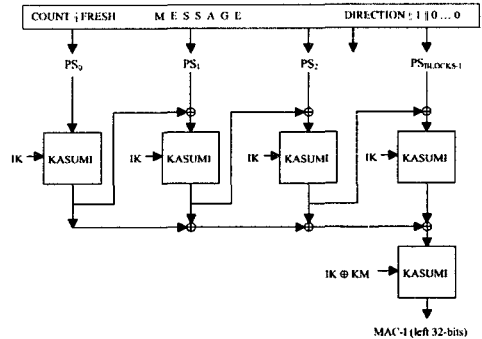 COUNT || FRESH M E S S A G E DIRECTION || 1 || 0 … 0
PS0 PS1 PS2 PSBLOCKS-1
IK KASUMI IK KASUMI IK KASUMI IK KASUMI
IK ⊕ KM KASUMI
MAC-I (left 32-bits)